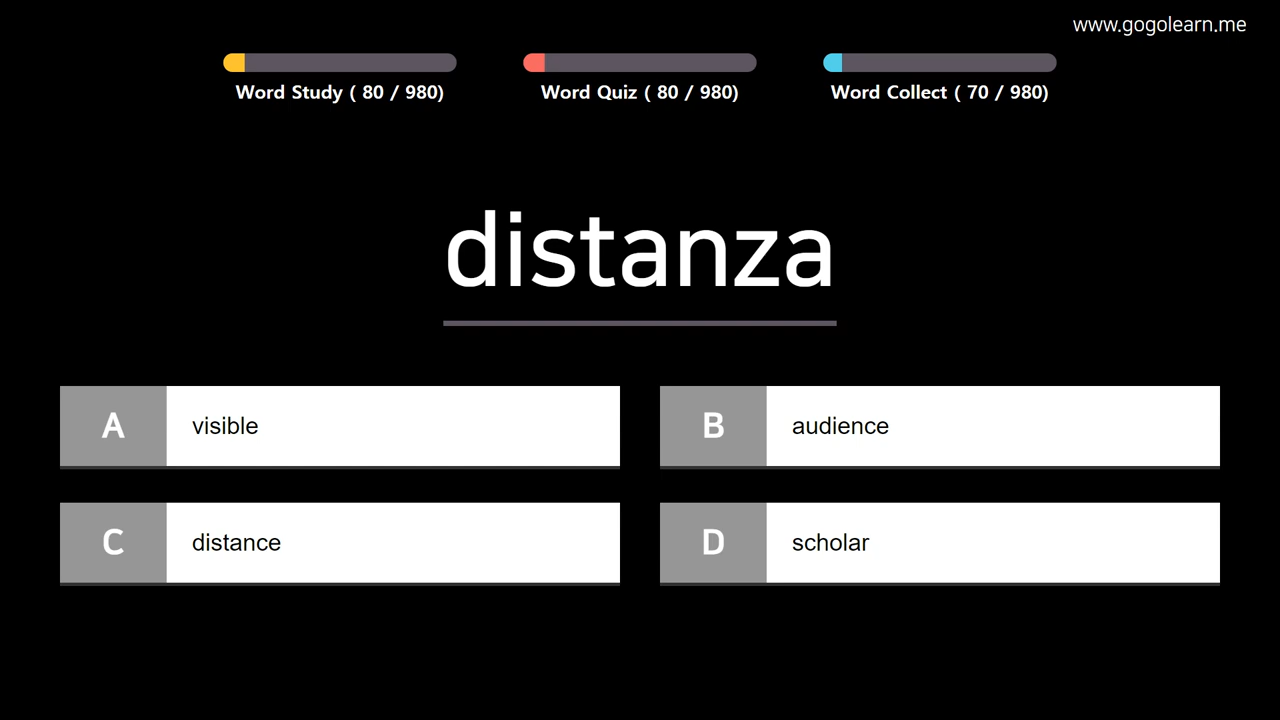 www.gogolearn.me
Word Study ( 80 / 980)
Word Quiz ( 80 / 980)
Word Collect ( 70 / 980)
distanza
A visible
B audience
C distance
D scholar